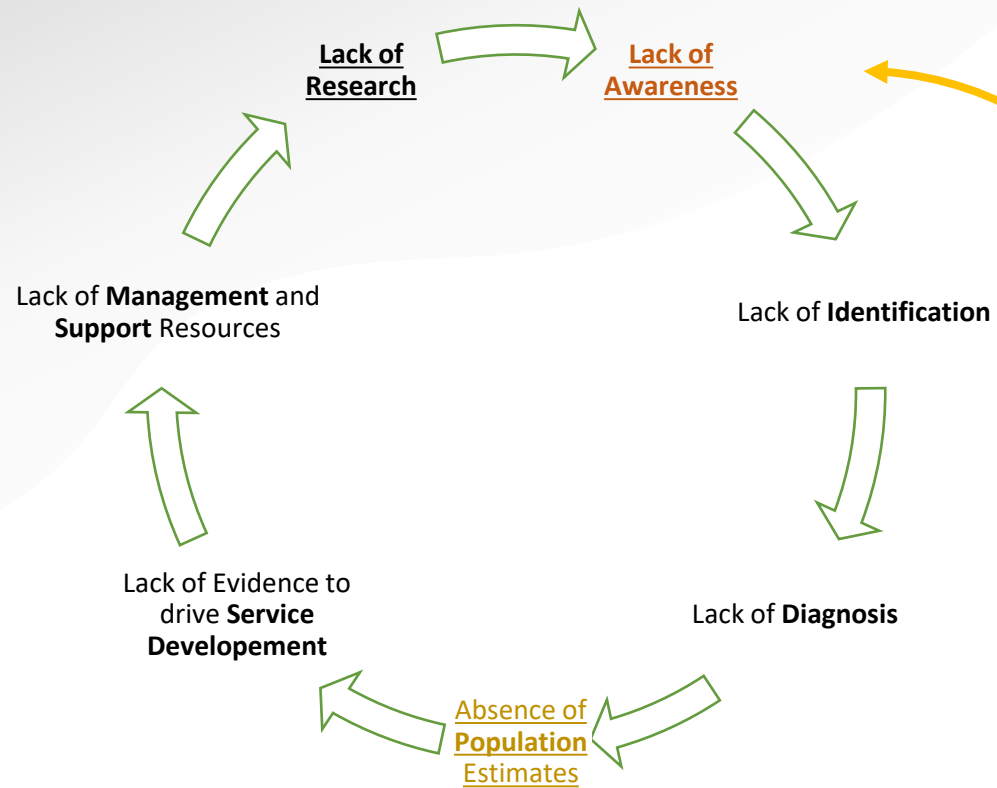 Lack of
Research
Lack of
Awareness
Lack of Identification
Lack of Diagnosis
Absence of
Population
Estimates
Lack of Evidence to
drive Service
Developement
Lack of Management and
Support Resources